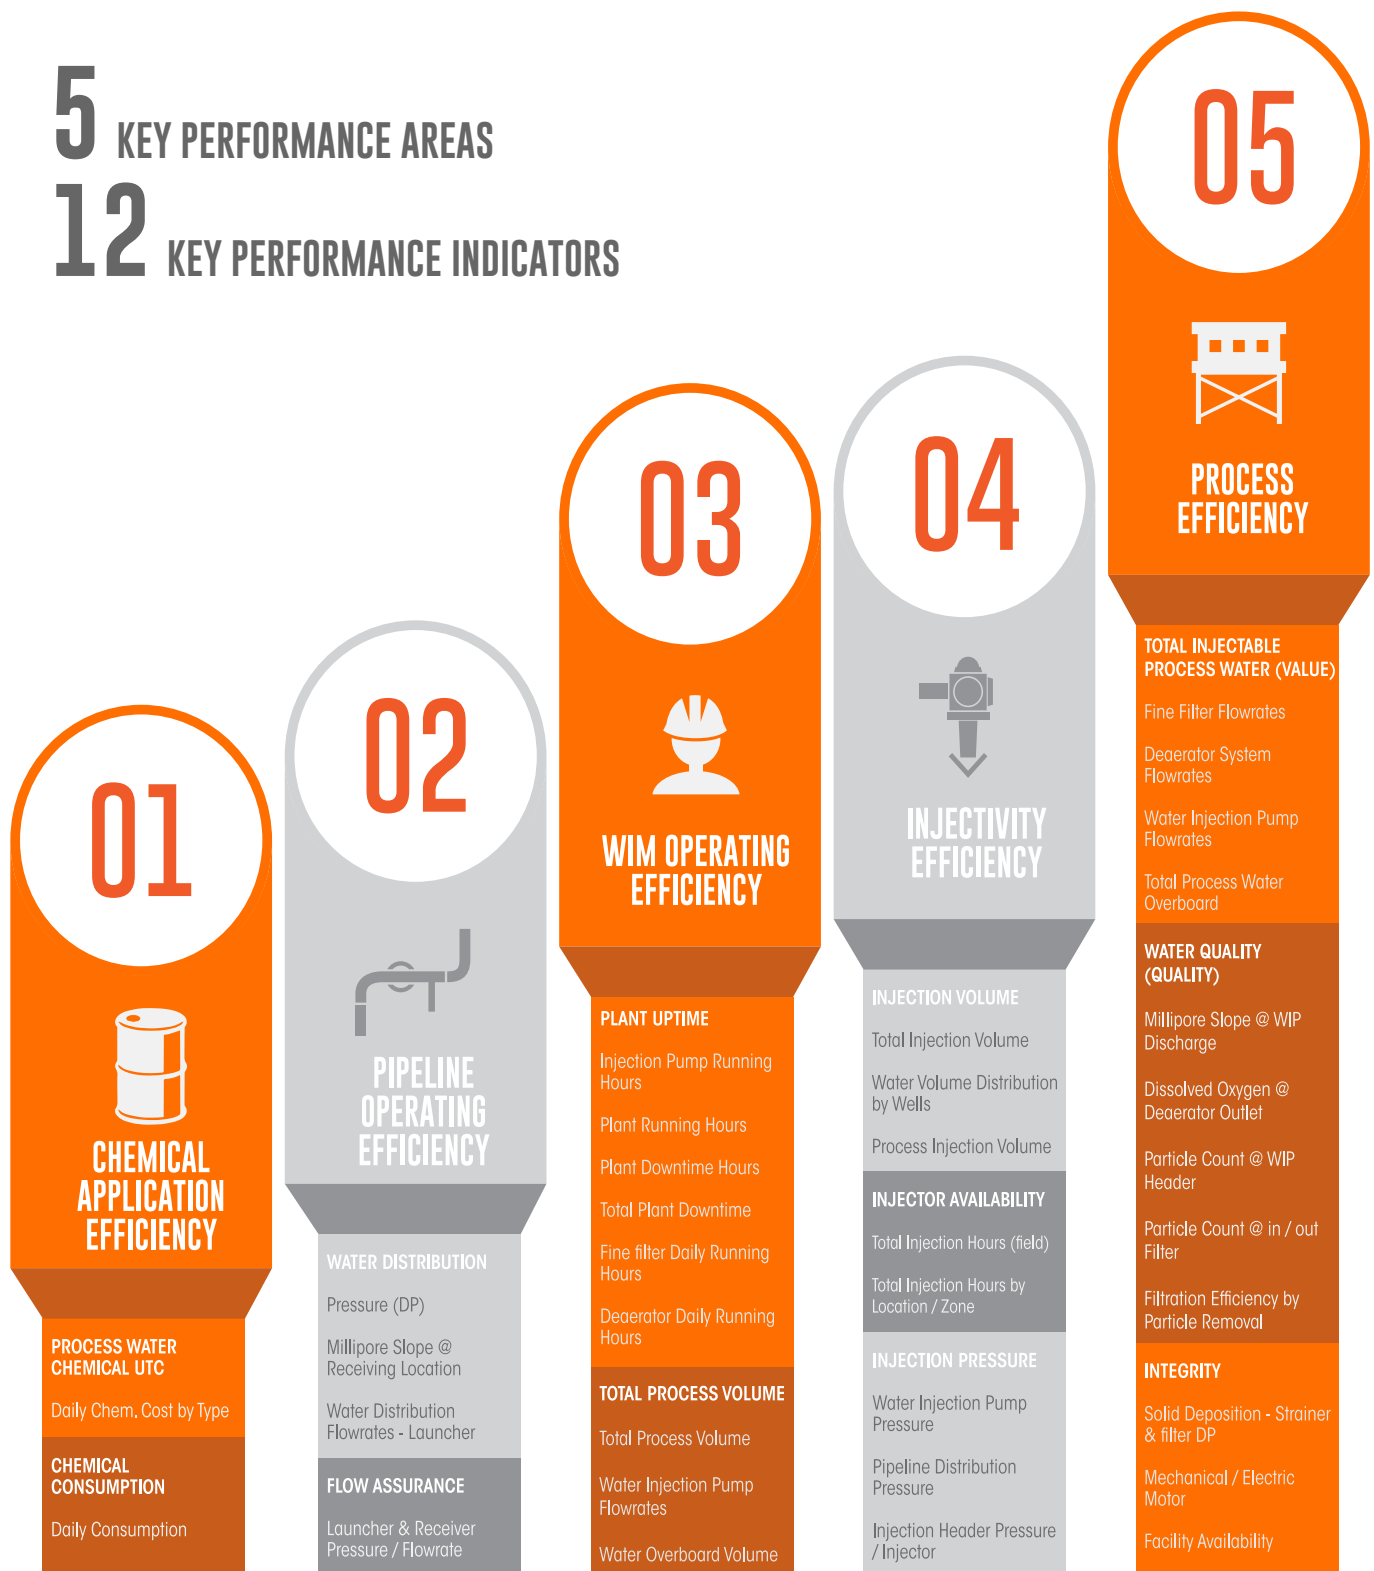 5 KEY PERFORMANCE AREAS
12 KEY PERFORMANCE INDICATORS
01
CHEMICAL
APPLICATION
EFFICIENCY
PROCESS WATER
CHEMICAL UTC
Daily Chem, Cost by Type
CHEMICAL
CONSUMPTION
Daily Consumption
02
PIPELINE
OPERATING
EFFICIENCY
WATER DISTRIBUTION
Pressure (DP)
Millipore Slope @
Receiving Location
Water Distribution
Flowrates - Launcher
FLOW ASSURANCE
Launcher & Receiver
Pressure / Flowrate
03
WIM OPERATING
EFFICIENCY
PLANT UPTIME
Injection Pump Running
Hours
Plant Running Hours
Plant Downtime Hours
Total Plant Downtime
Fine filter Daily Running
Hours
Deaerator Daily Running
Hours
TOTAL PROCESS VOLUME
Total Process Volume
Water Injection Pump
Flowrates
Water Overboard Volume
04
INJECTIVITY
EFFICIENCY
INJECTION VOLUME
Total Injection Volume
Water Volume Distribution
by Wells
Process Injection Volume
INJECTOR AVAILABILITY
Total Injection Hours (field)
Total Injection Hours by
Location / Zone
INJECTION PRESSURE
Water Injection Pump
Pressure
Pipeline Distribution
Pressure
Injection Header Pressure
/ Injector
05
PROCESS
EFFICIENCY
TOTAL INJECTABLE
PROCESS WATER (VALUE)
Fine Filter Flowrates
Deaerator System
Flowrates
Water Injection Pump
Flowrates
Total Process Water
Overboard
WATER QUALITY
(QUALITY)
Millipore Slope @ WIP
Discharge
Dissolved Oxygen @
Deaerator Outlet
Particle Count @ WIP
Header
Particle Count @ in / out
Filter
Filtration Efficiency by
Particle Removal
INTEGRITY
Solid Deposition - Strainer
& filter DP
Mechanical / Electric
Motor
Facility Availability